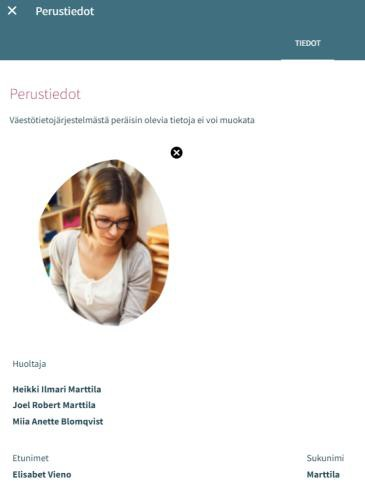 Perustiedot
TIEDOT
Perustiedot
Väestötietojärjestelmästä peräisin olevia tietoja ei voi muokata
Huoltaja
Heikki Ilmari Marttila
Joel Robert Marttila
Miia Anette Blomqvist
Etunimet Sukunimi
Elisabet Vieno Marttila